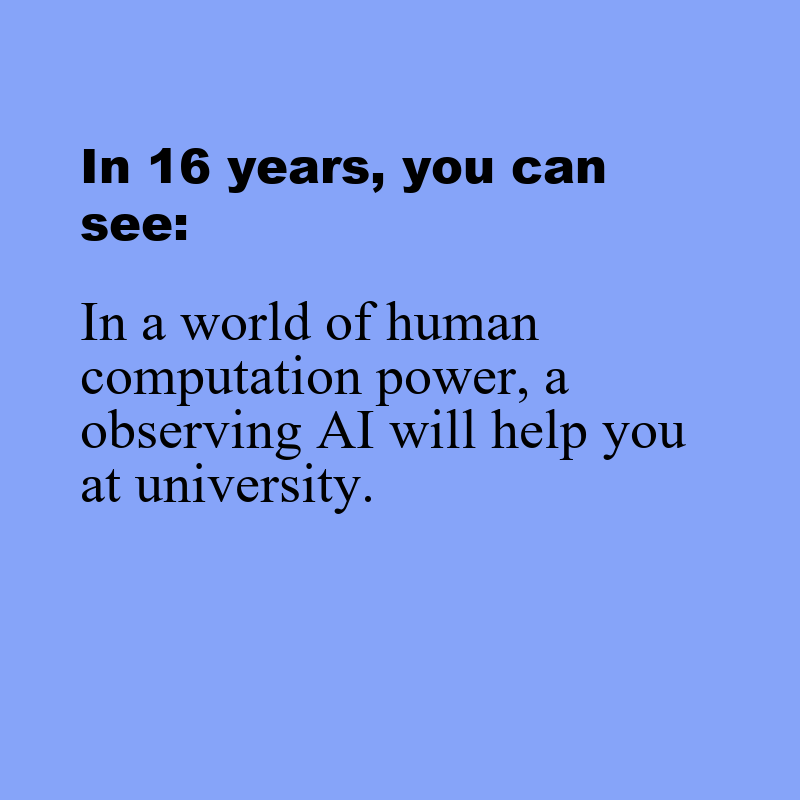 In 16 years, you can
see:
In a world of human
computation power, a
observing AI will help you
at university.